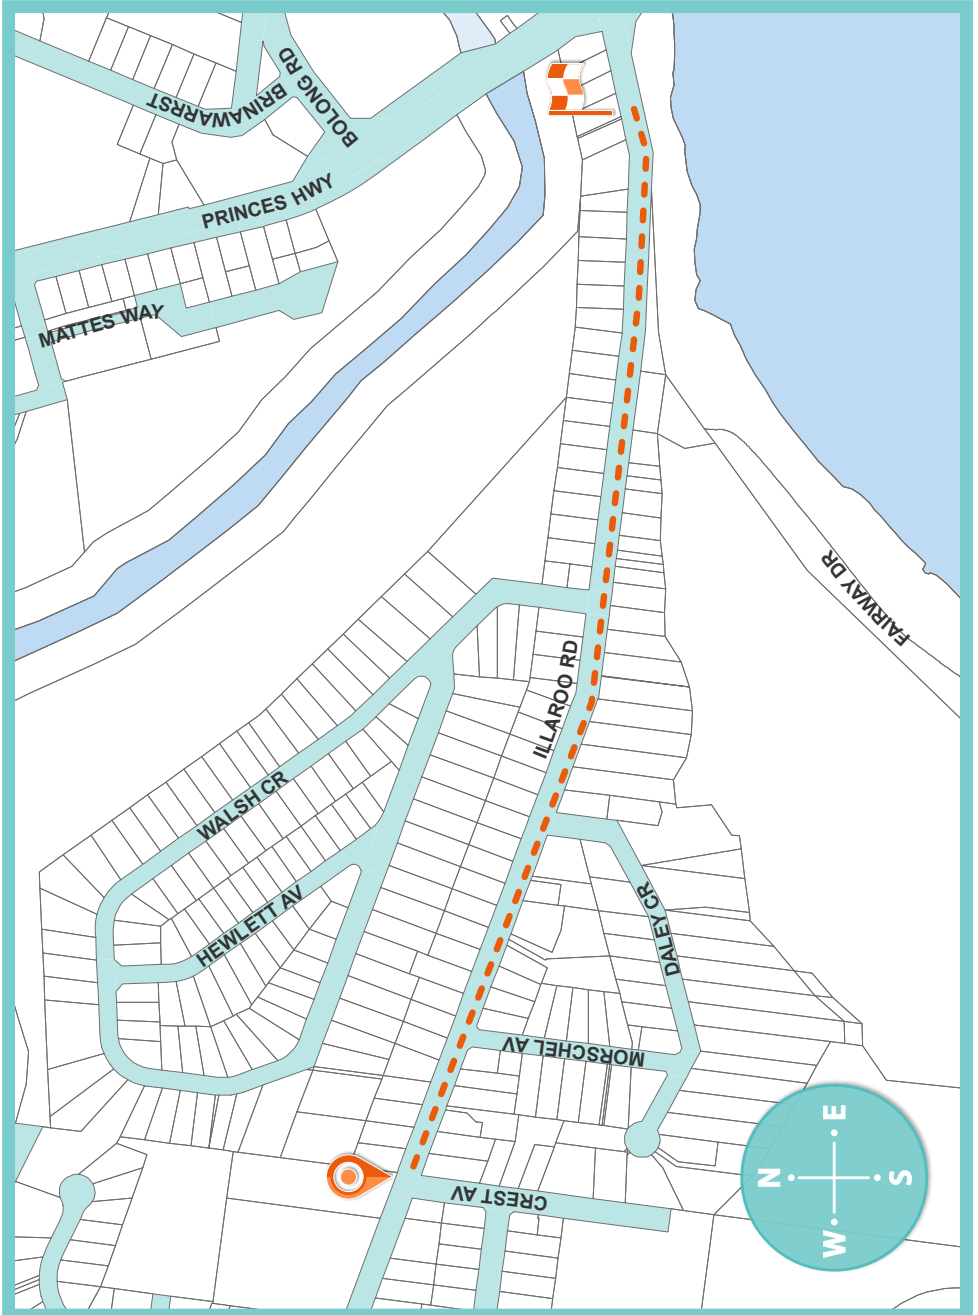 BOLONG RD
BRINAWARRST
PRINCES HWY
MATTES WAY
FAIRWAY DR
ILLAROO RD
WALSH CR
HEWLETT AV
DALEY CR
MORSCHEL AV
CREST AV
N
E
S
W